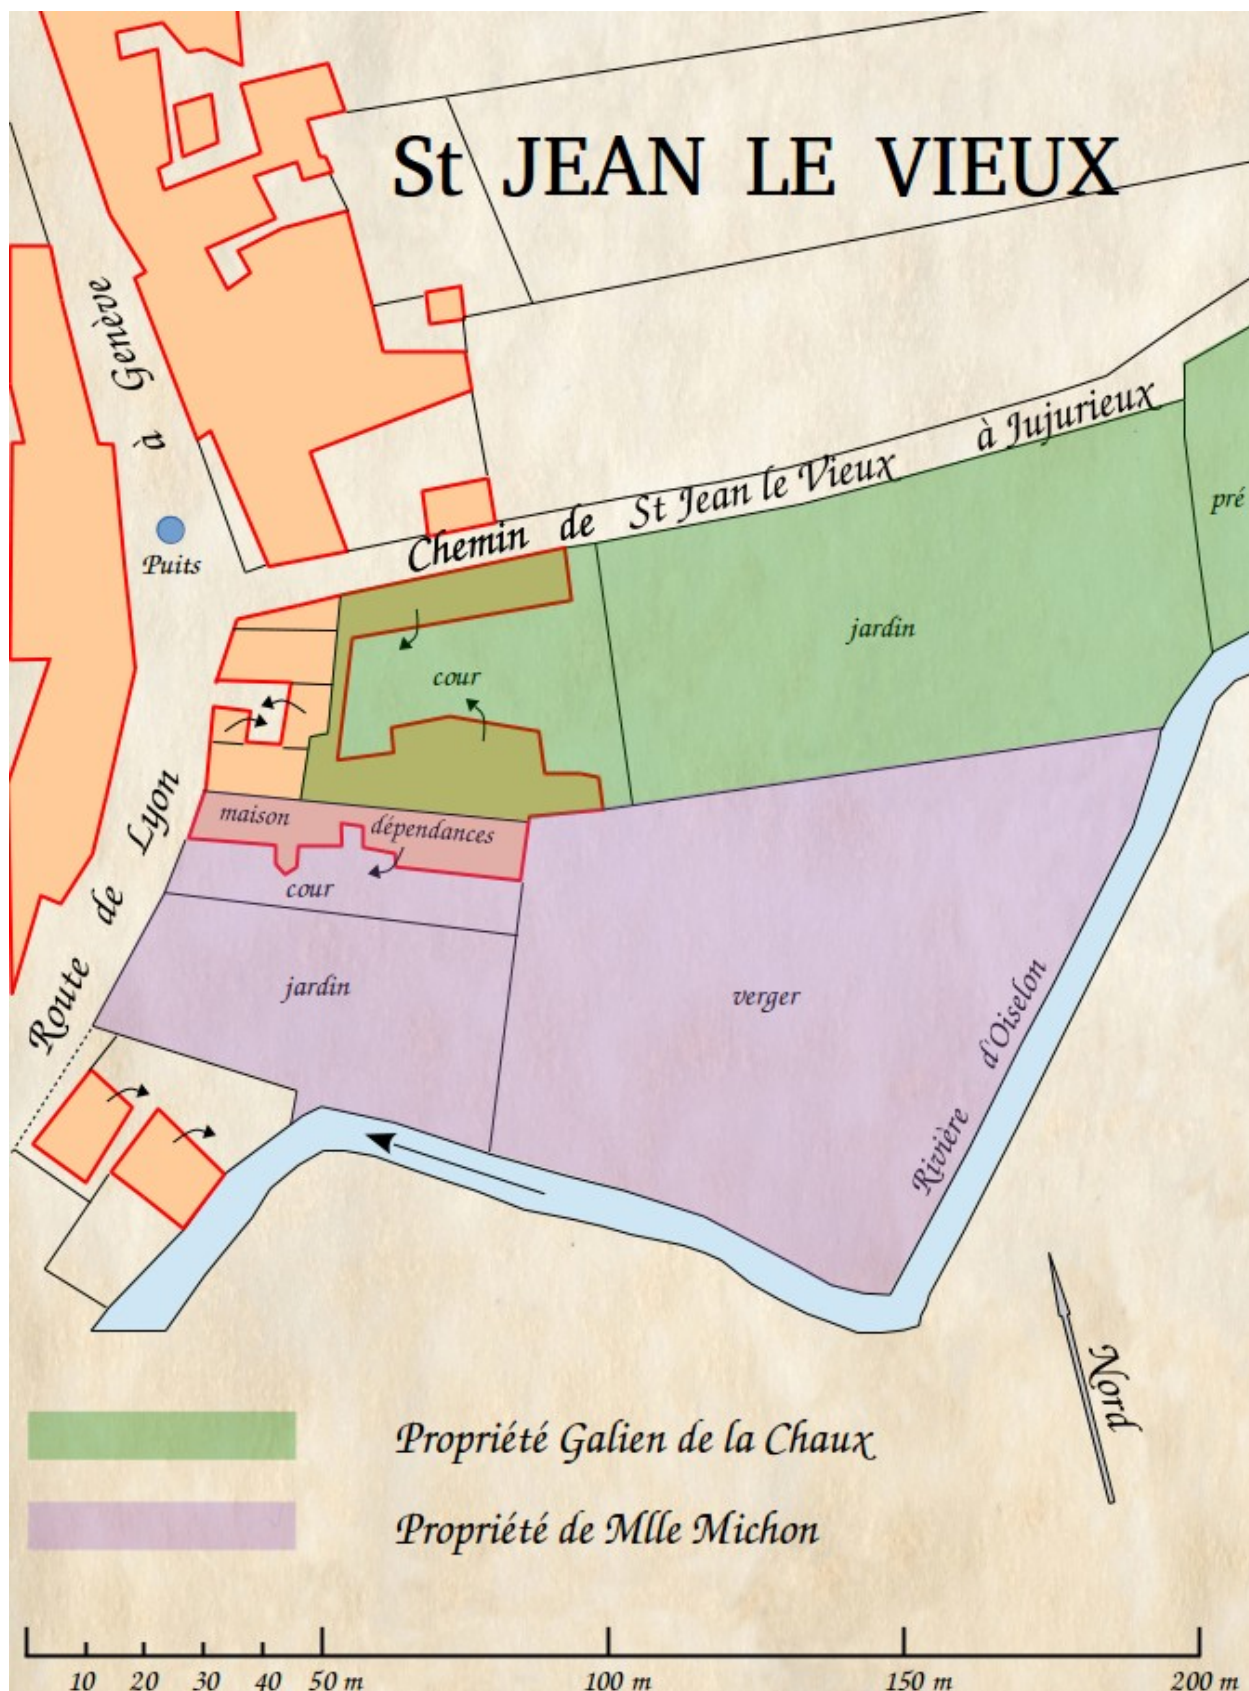 St JEAN LE VIEUX
Route de Lyon à Genève
Puits
Chemin de St Jean le Vieux à Jujurieux
pré
jardin
cour
maison
dépendances
cour
jardin
verger
Rivière d'Oiselon
Nord
Propriété Galien de la Chaux
Propriété de Mlle Michon
10 20 30 40 50 m 100 m 150 m 200 m